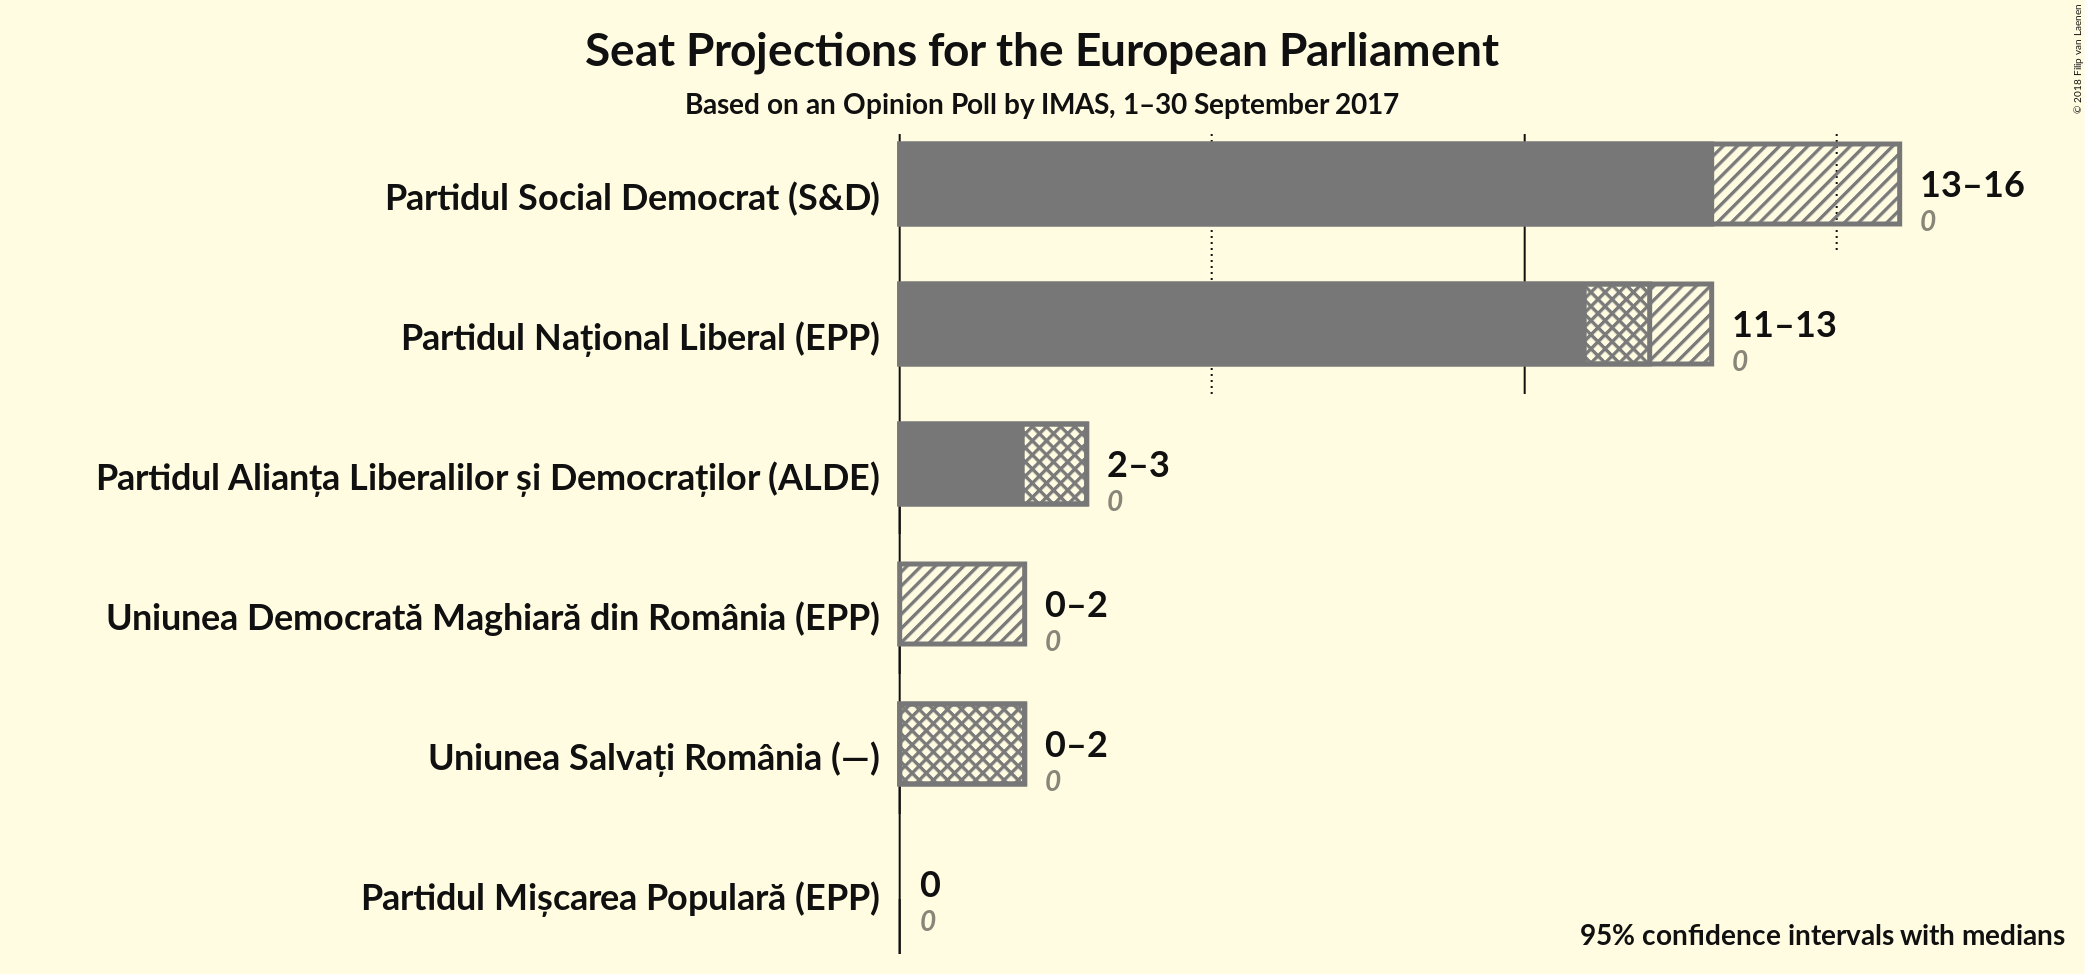 Seat Projections for the European Parliament
Based on an Opinion Poll by IMAS, 1–30 September 2017
© 2018 Filip van Laenen
Partidul Social Democrat (S&D)
13–16
0
Partidul Național Liberal (EPP)
11–13
0
Partidul Alianța Liberalilor și Democraților (ALDE)
2–3
0
Uniunea Democrată Maghiară din România (EPP)
0–2
0
Uniunea Salvați România (—)
0–2
0
Partidul Mișcarea Populară (EPP)
0
0
95% confidence intervals with medians